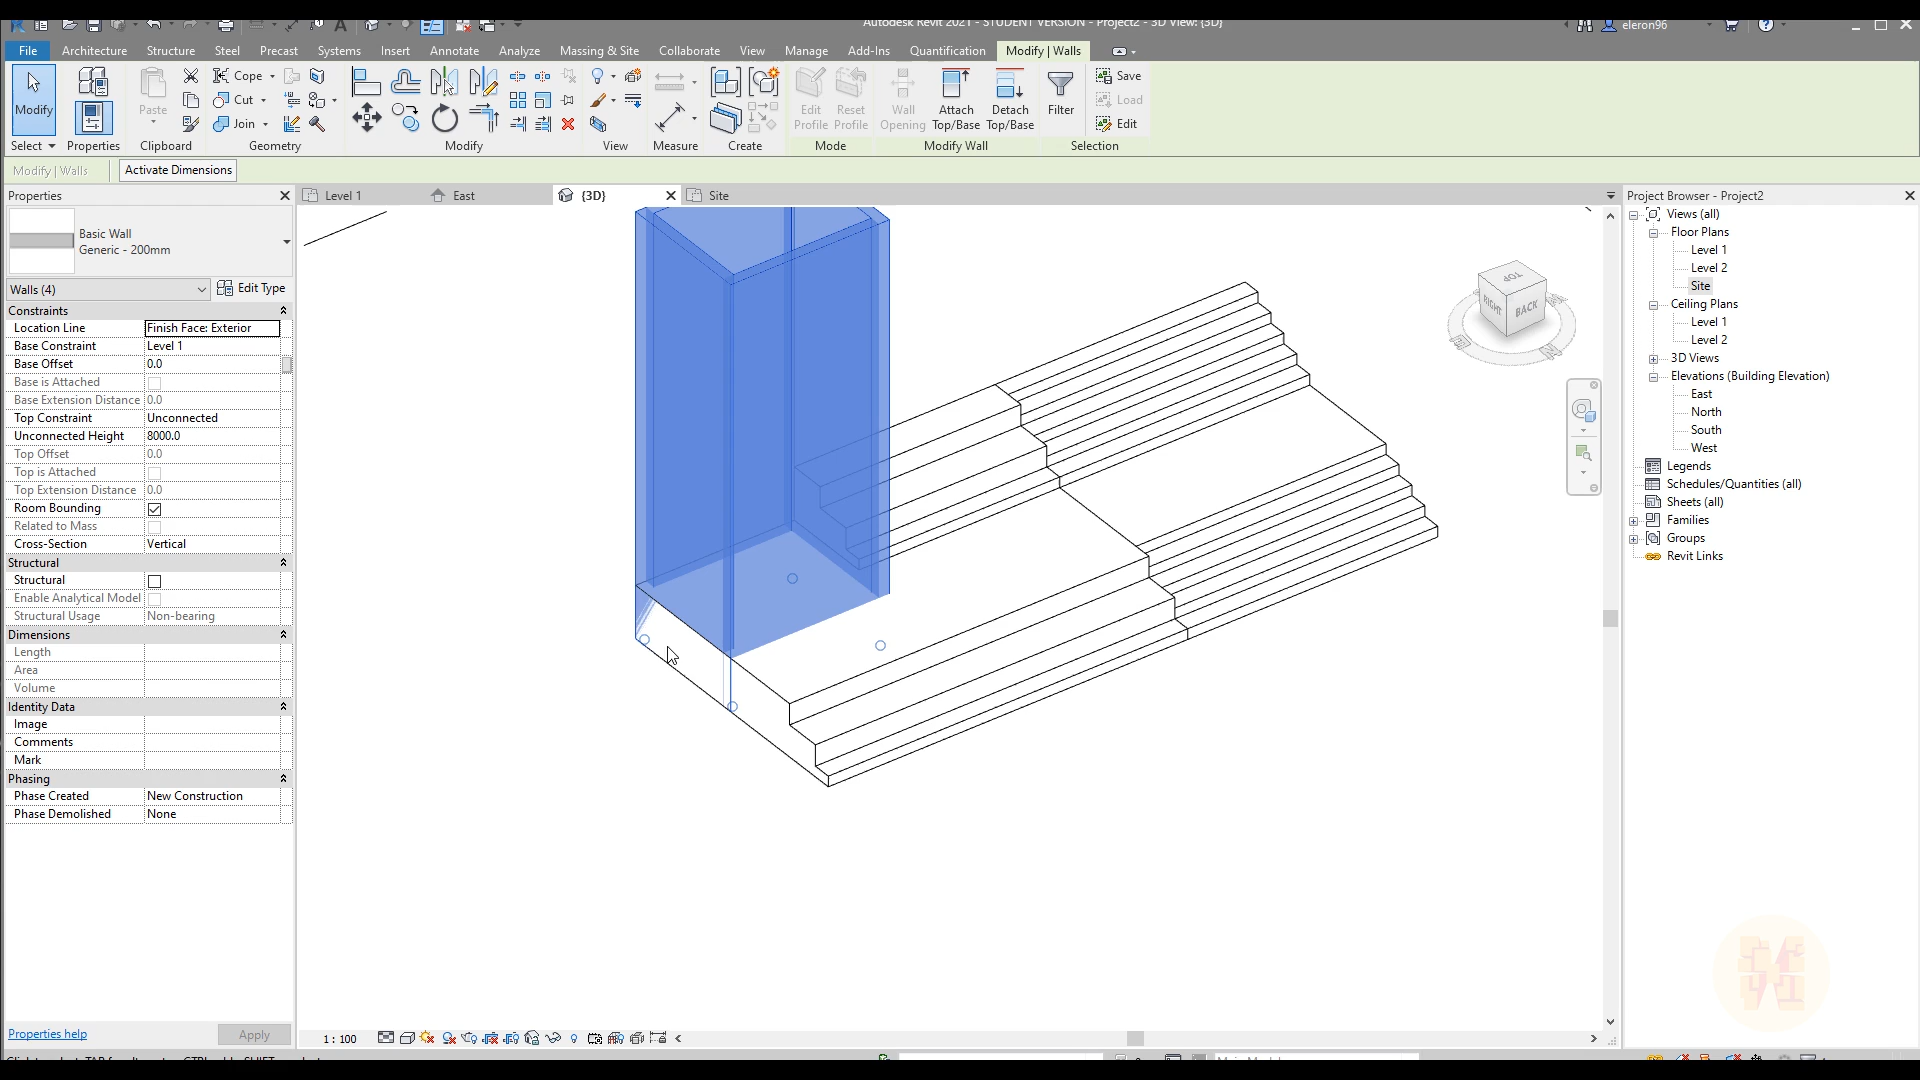 Autodesk Revit 2021 - STUDENT VERSION - Project2 - 3D View: {3D}
eleron96
File
Architecture
Structure
Steel
Precast
Systems
Insert
Annotate
Analyze
Massing & Site
Collaborate
View
Manage
Add-Ins
Quantification
Modify | Walls
Modify
Paste
Cope
Cut
Join
Edit Profile
Reset Profile
Wall Opening
Attach Top/Base
Detach Top/Base
Filter
Save
Load
Edit
Select
Properties
Clipboard
Geometry
Modify
View
Measure
Create
Mode
Modify Wall
Selection
Modify | Walls
Activate Dimensions
Properties
Basic Wall
Generic - 200mm
Walls (4)
Edit Type
Constraints
Location Line Finish Face: Exterior
Base Constraint Level 1
Base Offset 0.0
Base is Attached
Base Extension Distance 0.0
Top Constraint Unconnected
Unconnected Height 8000.0
Top Offset 0.0
Top is Attached
Top Extension Distance 0.0
Room Bounding
Related to Mass
Cross-Section Vertical
Structural
Structural
Enable Analytical Model
Structural Usage Non-bearing
Dimensions
Length
Area
Volume
Identity Data
Image
Comments
Mark
Phasing
Phase Created New Construction
Phase Demolished None
Properties help
Apply
Level 1
East
{3D}
Site
TOP
RIGHT
BACK
1 : 100
Project Browser - Project2
Views (all)
Floor Plans
Level 1
Level 2
Site
Ceiling Plans
Level 1
Level 2
3D Views
Elevations (Building Elevation)
East
North
South
West
Legends
Schedules/Quantities (all)
Sheets (all)
Families
Groups
Revit Links